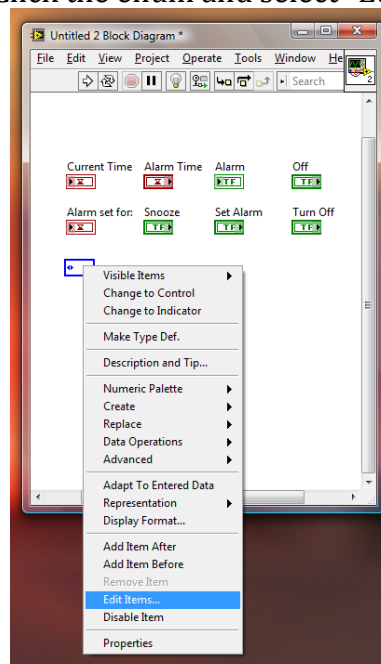 Untitled 2 Block Diagram *
File Edit View Project Operate Tools Window He
Search
2
Current Time Alarm Time Alarm Off
TF TF
Alarm set for: Snooze Set Alarm Turn Off
TF TF TF
Visible Items
Change to Control
Change to Indicator
Make Type Def.
Description and Tip...
Numeric Palette
Create
Replace
Data Operations
Advanced
Adapt To Entered Data
Representation
Display Format...
Add Item After
Add Item Before
Remove Item
Edit Items...
Disable Item
Properties